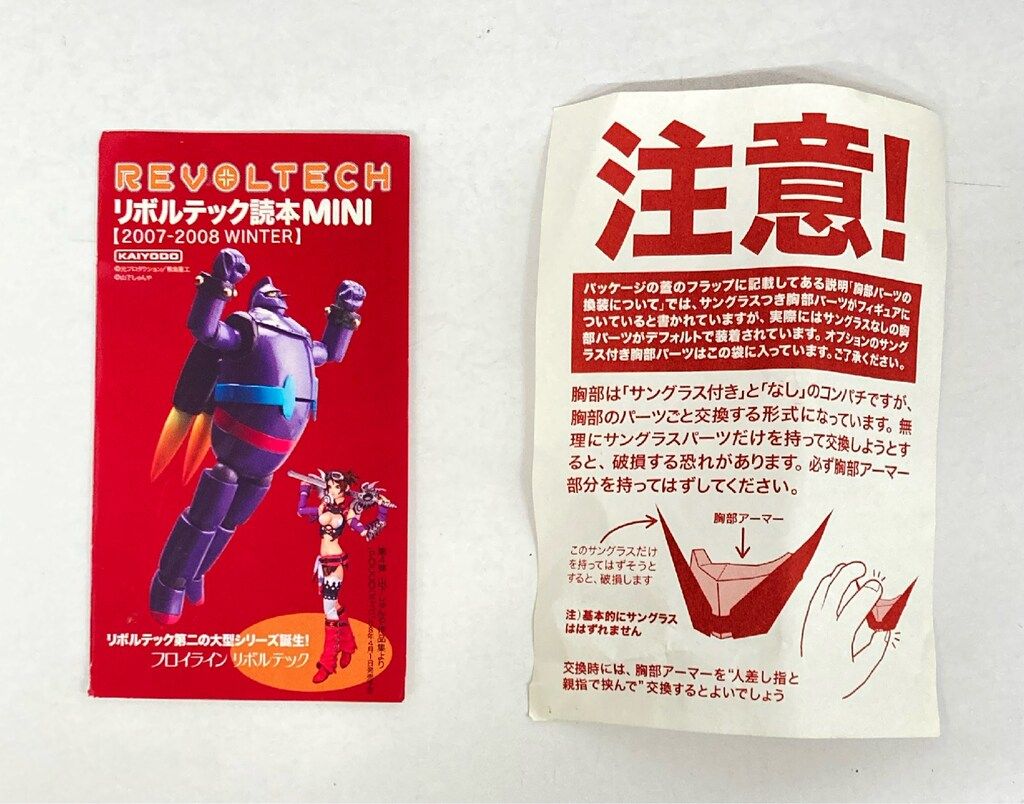 REVOLTECH
リボルテック読本MINI
【2007-2008 WINTER】
KAIYODO
リボルテック第二の大型シリーズ誕生!
フロイライン リボルテック
注意!
パッケージの蓋のフラップに記載してある説明「胸部パーツの
換装について」では、サングラスつき胸部パーツがフィギュアに
ついていると書かれていますが、実際にはサングラスなしの胸
部パーツがデフォルトで装着されています。オプションのサング
ラス付き胸部パーツはこの袋に入っています。ご了承ください。
胸部は「サングラス付き」と「なし」のコンパチですが、
胸部のパーツごと交換する形式になっています。無
理にサングラスパーツだけを持って交換しようとす
ると、破損する恐れがあります。必ず胸部アーマー
部分を持ってはずしてください。
胸部アーマー
このサングラスだけ
を持ってはずそうと
すると、破損します
注)基本的にサングラス
ははずれません
交換時には、胸部アーマーを“人差し指と
親指で挟んで”交換するとよいでしょう